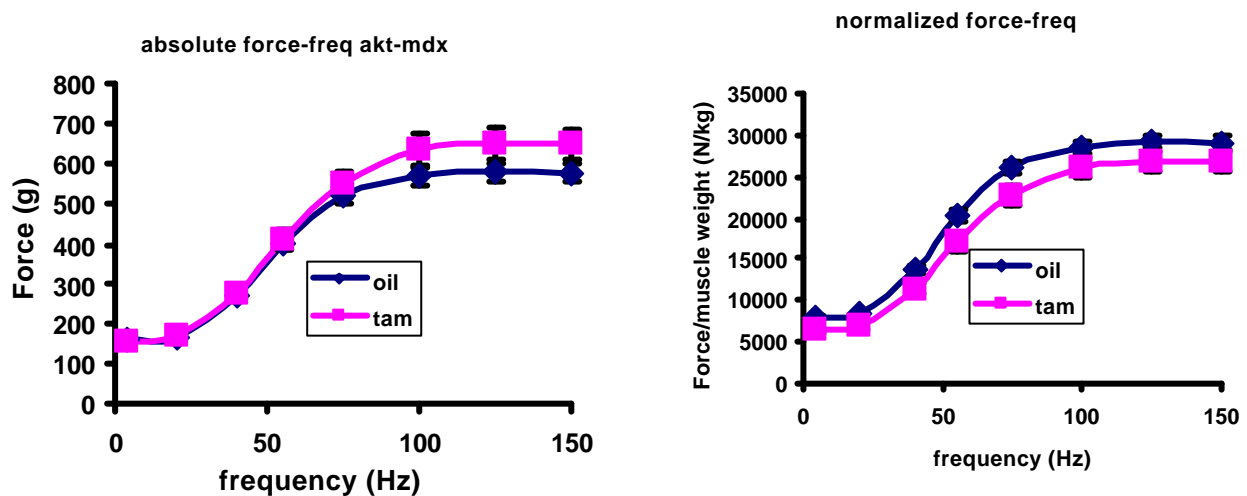 absolute force-freq akt-mdx
800
700
600
500
400
300
200
100
0
Force (g)
oil
tam
0 50 100 150
frequency (Hz)
normalized force-freq
35000
30000
25000
20000
15000
10000
5000
0
Force/muscle weight (N/kg)
oil
tam
0 50 100 150
frequency (Hz)